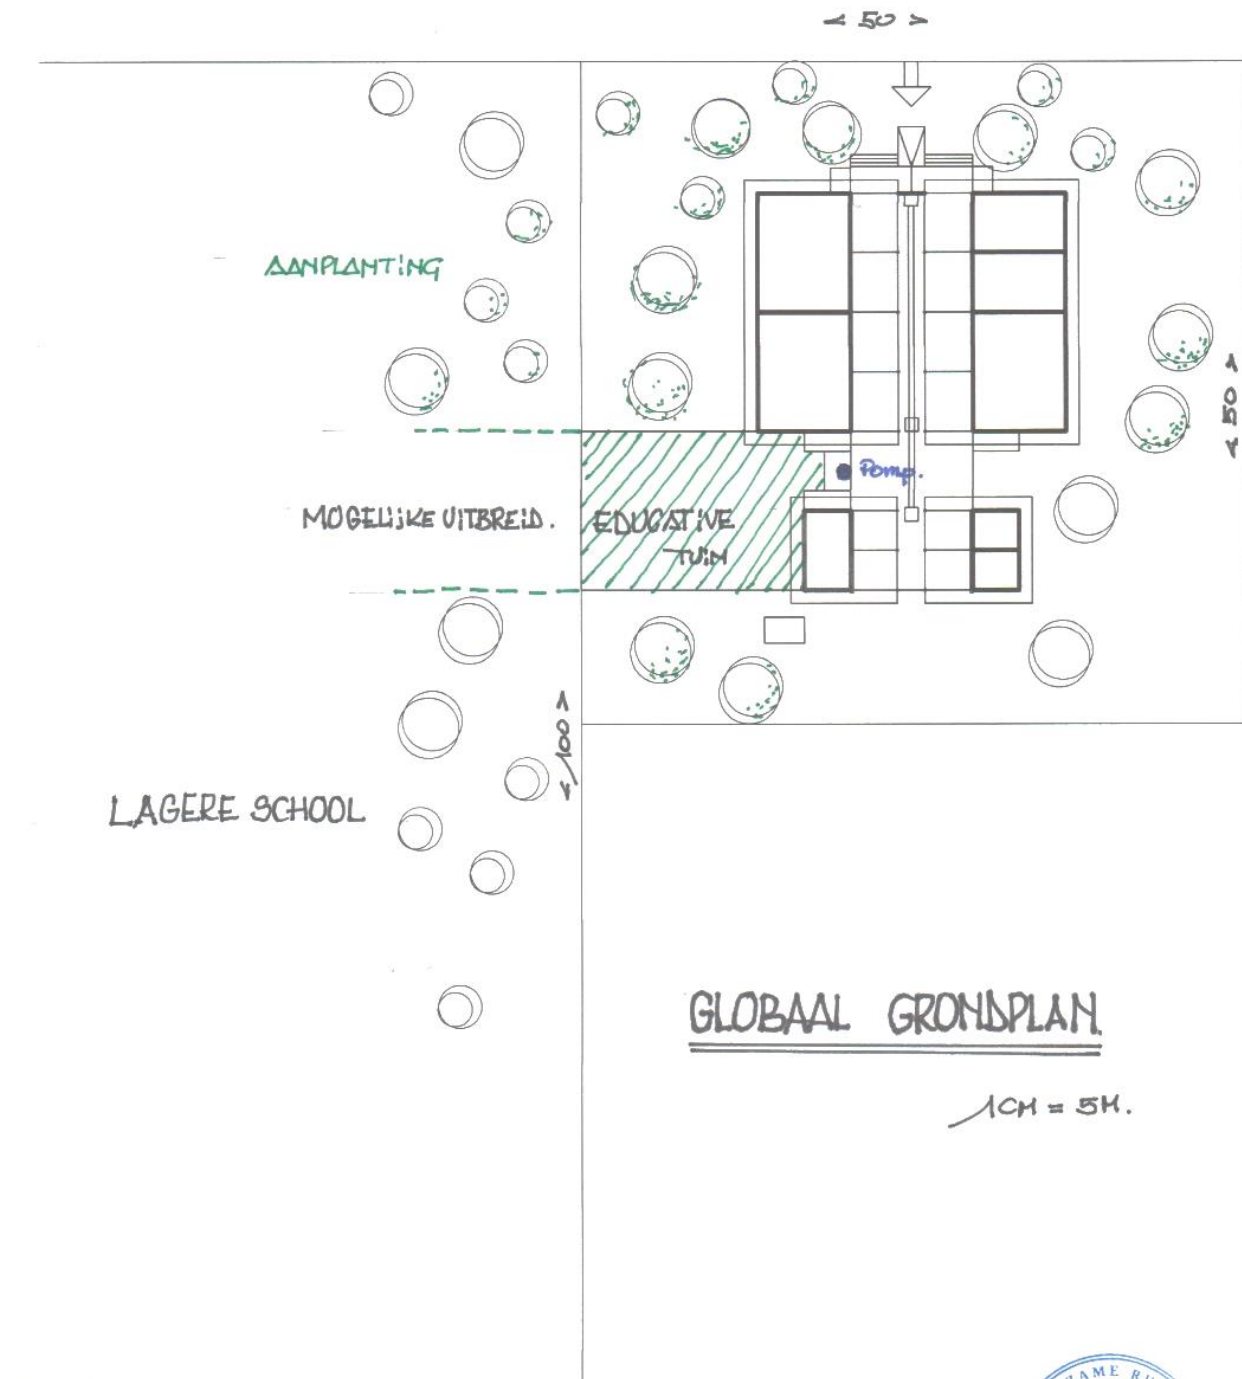 < 50 >
AANPLANTiNG
< 50 >
Pomp.
MOGELijKE UiTBREiD.
EDUCATiVE
TUiN
< 100 >
LAGERE SCHOOL
GLOBAAL GRONDPLAN.
1CM = 5M.